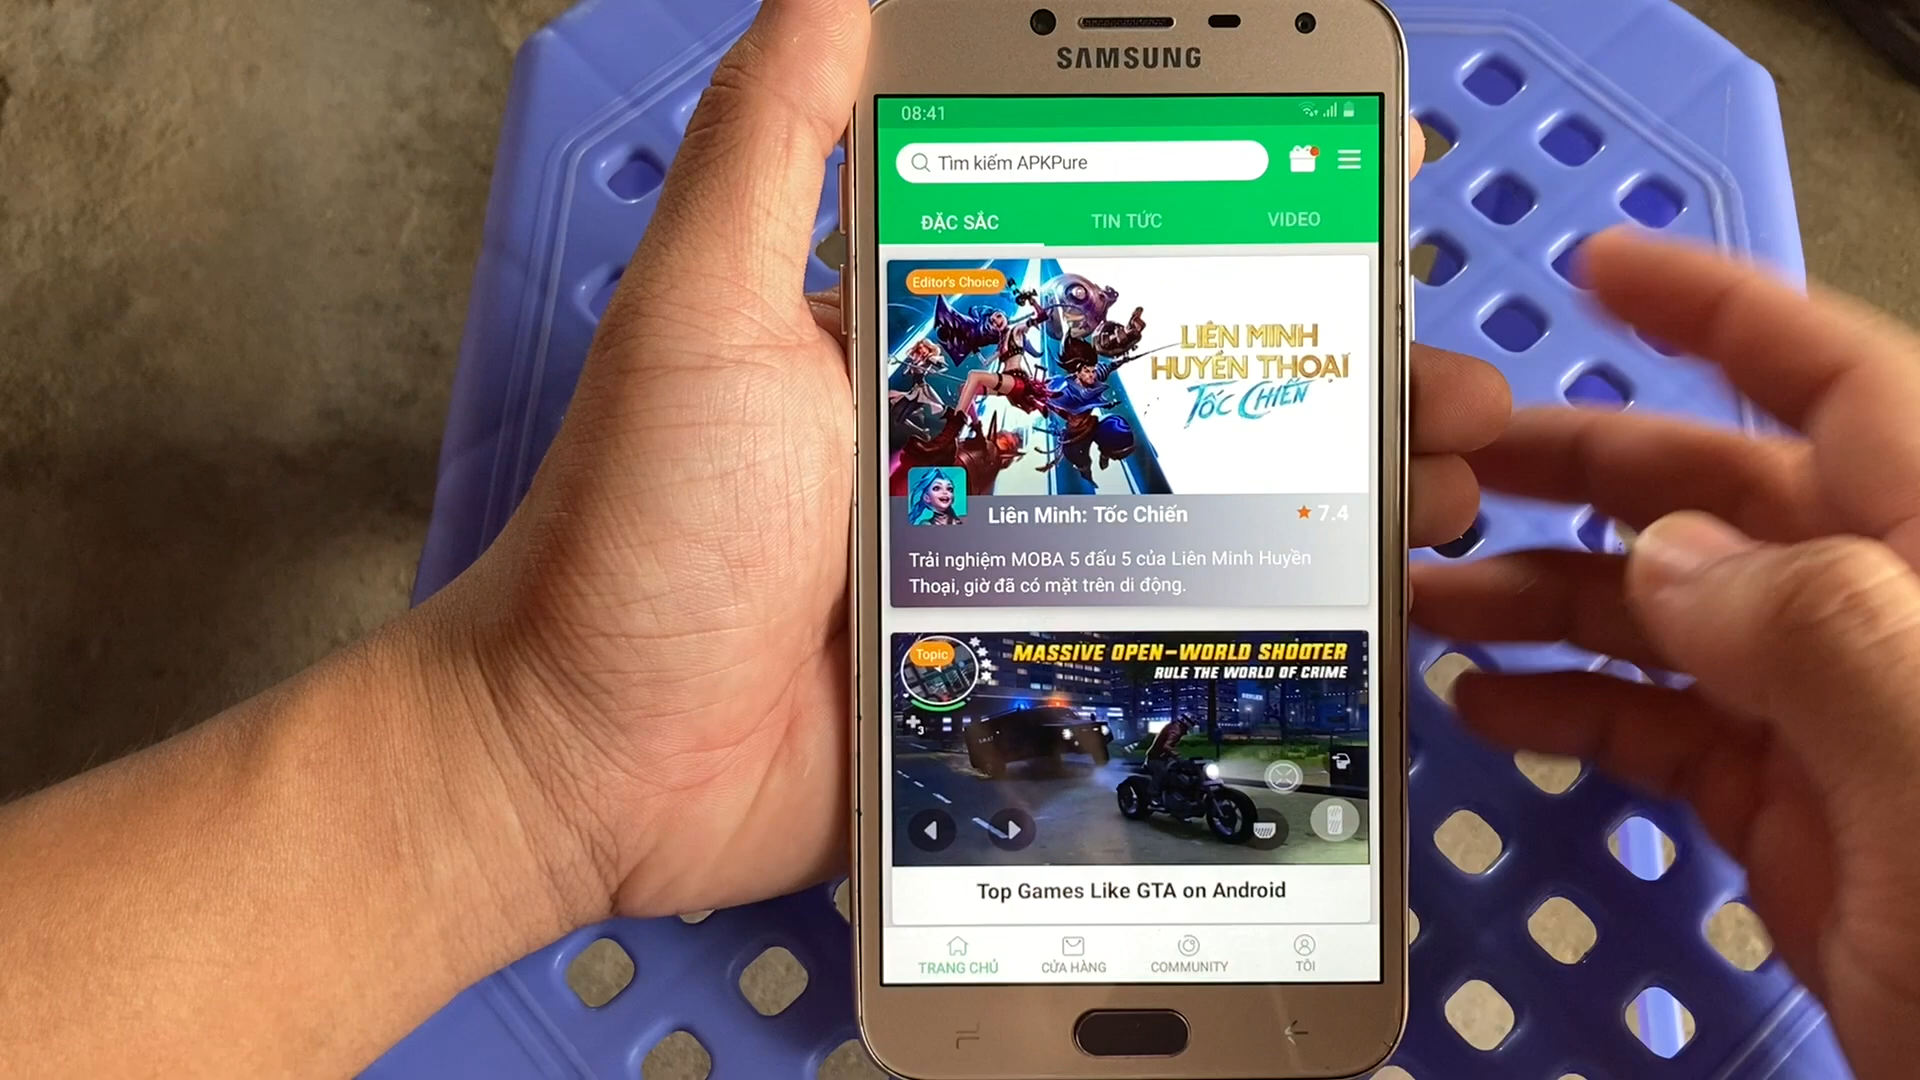 SAMSUNG
08:41
Tìm kiếm APKPure
ĐẶC SẮC
TIN TỨC
VIDEO
Editor's Choice
LIÊN MINH
HUYỀN THOẠI
TỐC CHIẾN
Liên Minh: Tốc Chiến
7.4
Trải nghiệm MOBA 5 đấu 5 của Liên Minh Huyền
Thoại, giờ đã có mặt trên di động.
Topic
MASSIVE OPEN-WORLD SHOOTER
RULE THE WORLD OF CRIME
3
Top Games Like GTA on Android
TRANG CHỦ
CỬA HÀNG
COMMUNITY
TÔI